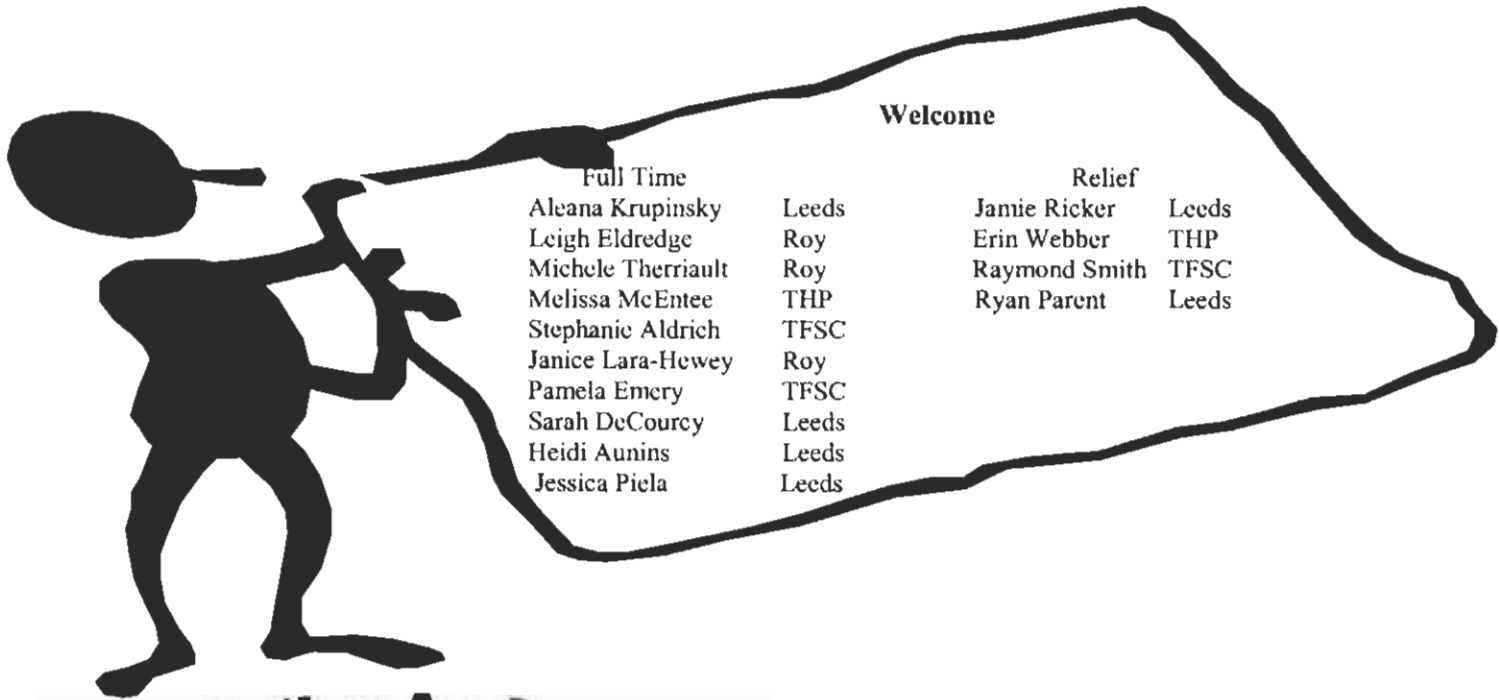 Welcome
Full Time Relief
Aleana Krupinsky Leeds Jamie Ricker Leeds
Leigh Eldredge Roy Erin Webber THP
Michele Therriault Roy Raymond Smith TFSC
Melissa McEntee THP Ryan Parent Leeds
Stephanie Aldrich TFSC
Janice Lara-Hewey Roy
Pamela Emery TFSC
Sarah DeCourcy Leeds
Heidi Aunins Leeds
Jessica Piela Leeds